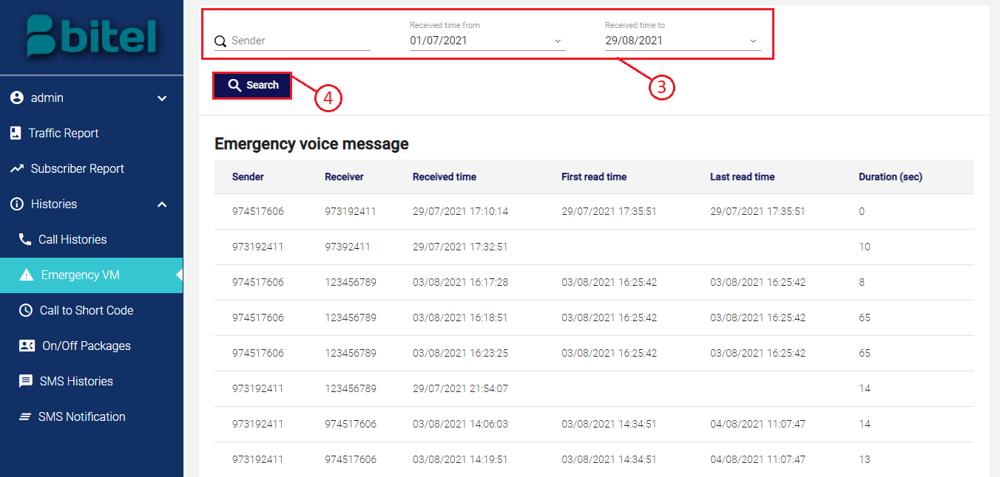 bitel
admin
Traffic Report
Subscriber Report
Histories
Call Histories
Emergency VM
Call to Short Code
On/Off Packages
SMS Histories
SMS Notification
Received time from Received time to
Sender 01/07/2021 29/08/2021
Search
4
3
Emergency voice message
Sender Receiver Received time First read time Last read time Duration (sec)
974517606 973192411 29/07/2021 17:10:14 29/07/2021 17:35:51 29/07/2021 17:35:51 0
973192411 97392411 29/07/2021 17:32:51 10
974517606 123456789 03/08/2021 16:17:28 03/08/2021 16:25:42 03/08/2021 16:25:42 8
974517606 123456789 03/08/2021 16:18:51 03/08/2021 16:25:42 03/08/2021 16:25:42 65
974517606 123456789 03/08/2021 16:23:25 03/08/2021 16:25:42 03/08/2021 16:25:42 65
973192411 123456789 29/07/2021 21:54:07 14
973192411 974517606 03/08/2021 14:06:03 03/08/2021 14:34:51 04/08/2021 11:07:47 14
973192411 974517606 03/08/2021 14:19:51 03/08/2021 14:34:51 04/08/2021 11:07:47 13